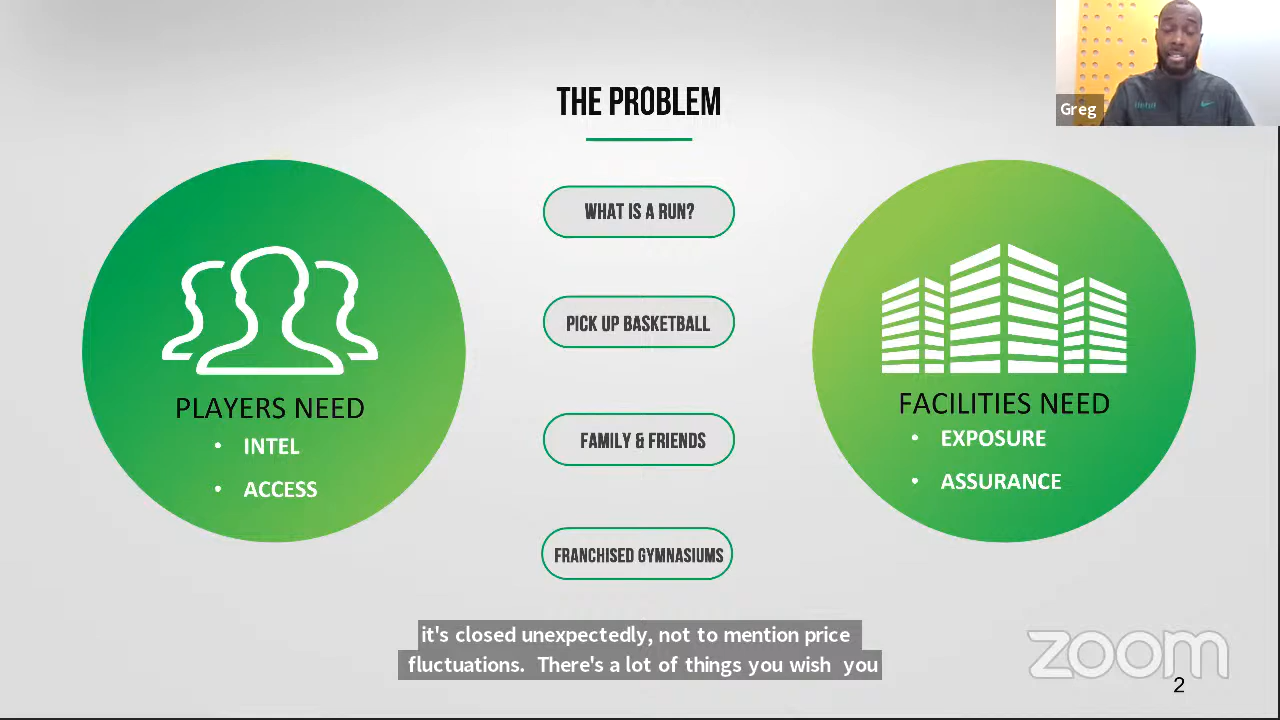 THE PROBLEM
Greg
WHAT IS A RUN?
PICK UP BASKETBALL
FAMILY & FRIENDS
FRANCHISED GYMNASIUMS
PLAYERS NEED
• INTEL
• ACCESS
FACILITIES NEED
• EXPOSURE
• ASSURANCE
it's closed unexpectedly, not to mention price
fluctuations. There's a lot of things you wish you
zoom
2